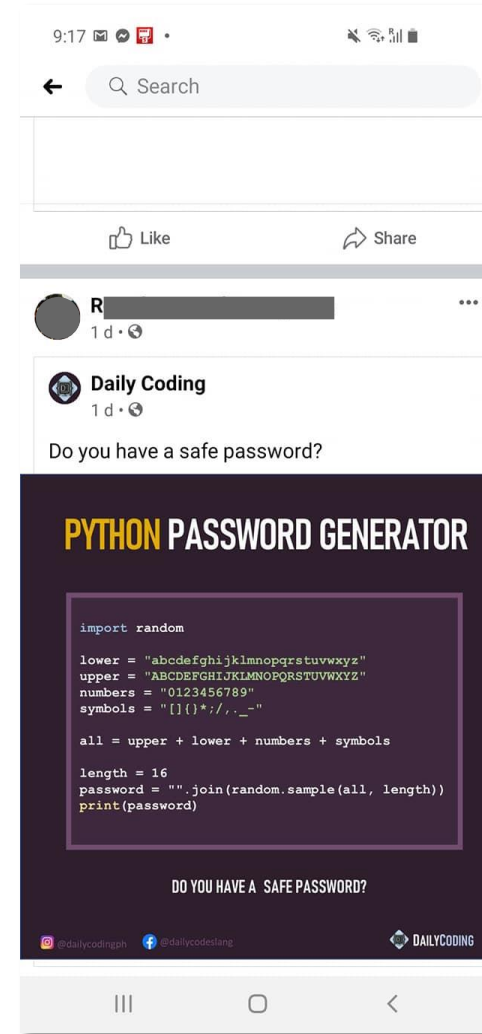 9:17
Search
Like Share
R
1 d ·
Daily Coding
1 d ·
Do you have a safe password?
PYTHON PASSWORD GENERATOR
import random
lower = "abcdefghijklmnopqrstuvwxyz"
upper = "ABCDEFGHIJKLMNOPQRSTUVWXYZ"
numbers = "0123456789"
symbols = "[]{}*;/,._-"
all = upper + lower + numbers + symbols
length = 16
password = "".join(random.sample(all, length))
print(password)
DO YOU HAVE A SAFE PASSWORD?
@dailycodingph @dailycodeslang DAILYCODING